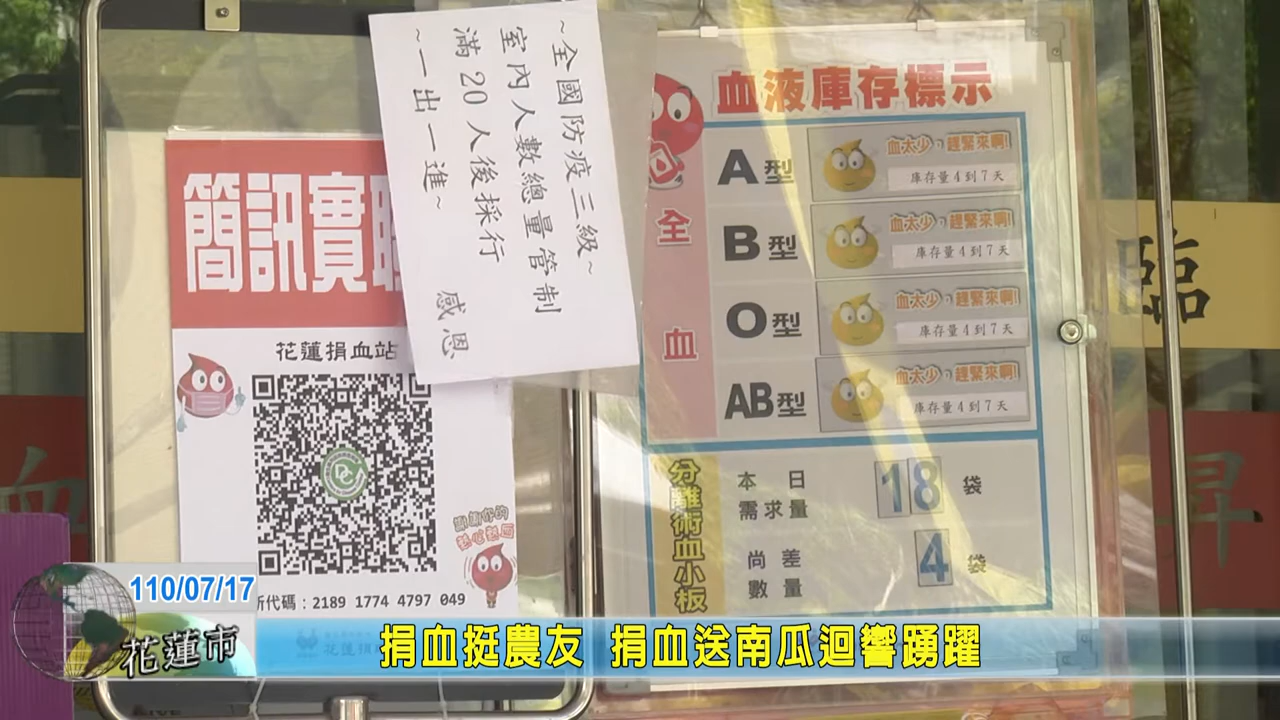 ~全國防疫三級~
室內人數總量管制
滿20人後採行
~一出一進~
感恩
簡訊實聯
花蓮捐血站
代碼：2189 1774 4797 049
血液庫存標示
全血
A型
血太少，趕緊來啊!
庫存量4到7天
B型
血太少，趕緊來啊!
庫存量4到7天
O型
血太少，趕緊來啊!
庫存量4到7天
AB型
血太少，趕緊來啊!
庫存量4到7天
分離術血小板
本日需求量 18 袋
尚差數量 4 袋
臨
血
昇
110/07/17
花蓮市
捐血挺農友 捐血送南瓜迴響踴躍